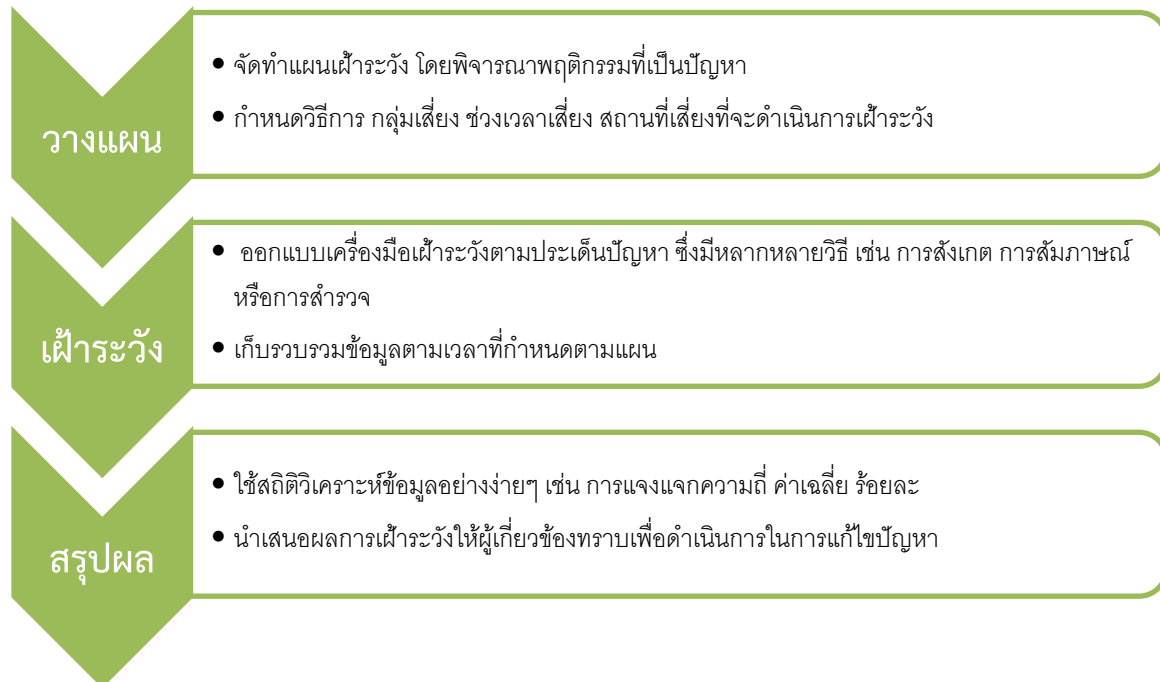 วางแผน
• จัดทำแผนเฝ้าระวัง โดยพิจารณาพฤติกรรมที่เป็นปัญหา
• กำหนดวิธีการ กลุ่มเสี่ยง ช่วงเวลาเสี่ยง สถานที่เสี่ยงที่จะดำเนินการเฝ้าระวัง
เฝ้าระวัง
• ออกแบบเครื่องมือเฝ้าระวังตามประเด็นปัญหา ซึ่งมีหลากหลายวิธี เช่น การสังเกต การสัมภาษณ์
หรือการสำรวจ
• เก็บรวบรวมข้อมูลตามเวลาที่กำหนดตามแผน
สรุปผล
• ใช้สถิติวิเคราะห์ข้อมูลอย่างง่ายๆ เช่น การแจงแจกความถี่ ค่าเฉลี่ย ร้อยละ
• นำเสนอผลการเฝ้าระวังให้ผู้เกี่ยวข้องทราบเพื่อดำเนินการในการแก้ไขปัญหา